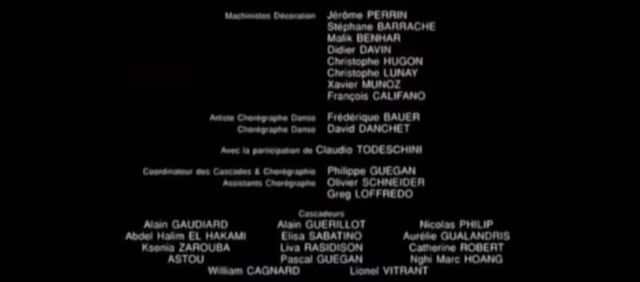 Machinistes Décoration Jérôme PERRIN
Stéphane BARRACHE
Malik BENHAR
Didier DAVIN
Christophe HUGON
Christophe LUNAY
Xavier MUNOZ
François CALIFANO
Artiste Chorégraphe Danse Frédérique BAUER
Chorégraphe Danse David DANCHET
Avec la participation de Claudio TODESCHINI
Coordinateur des Cascades & Chorégraphie Philippe GUEGAN
Assistants Chorégraphe Olivier SCHNEIDER
Greg LOFFREDO
Cascadeurs
Alain GAUDIARD Alain GUERILLOT Nicolas PHILIP
Abdel Halim EL HAKAMI Elisa SABATINO Aurélie GUALANDRIS
Ksenia ZAROUBA Liva RASIDISON Catherine ROBERT
ASTOU Pascal GUEGAN Nghi Marc HOANG
William CAGNARD Lionel VITRANT